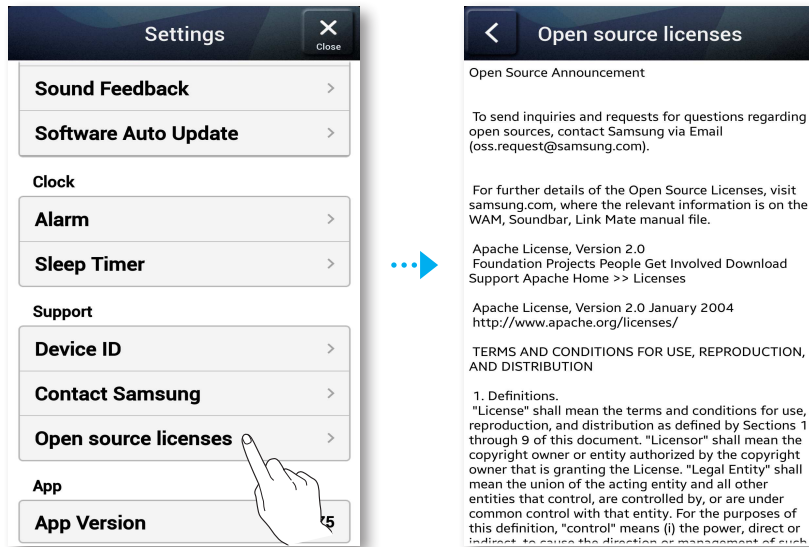 Settings
Close
Sound Feedback
Software Auto Update
Clock
Alarm
Sleep Timer
Support
Device ID
Contact Samsung
Open source licenses
App
App Version
Open source licenses
Open Source Announcement
To send inquiries and requests for questions regarding
open sources, contact Samsung via Email
(oss.request@samsung.com).
For further details of the Open Source Licenses, visit
samsung.com, where the relevant information is on the
WAM, Soundbar, Link Mate manual file.
Apache License, Version 2.0
Foundation Projects People Get Involved Download
Support Apache Home >> Licenses
Apache License, Version 2.0 January 2004
http://www.apache.org/licenses/
TERMS AND CONDITIONS FOR USE, REPRODUCTION,
AND DISTRIBUTION
1. Definitions.
"License" shall mean the terms and conditions for use,
reproduction, and distribution as defined by Sections 1
through 9 of this document. "Licensor" shall mean the
copyright owner or entity authorized by the copyright
owner that is granting the License. "Legal Entity" shall
mean the union of the acting entity and all other
entities that control, are controlled by, or are under
common control with that entity. For the purposes of
this definition, "control" means (i) the power, direct or
indirect, to cause the direction or management of such